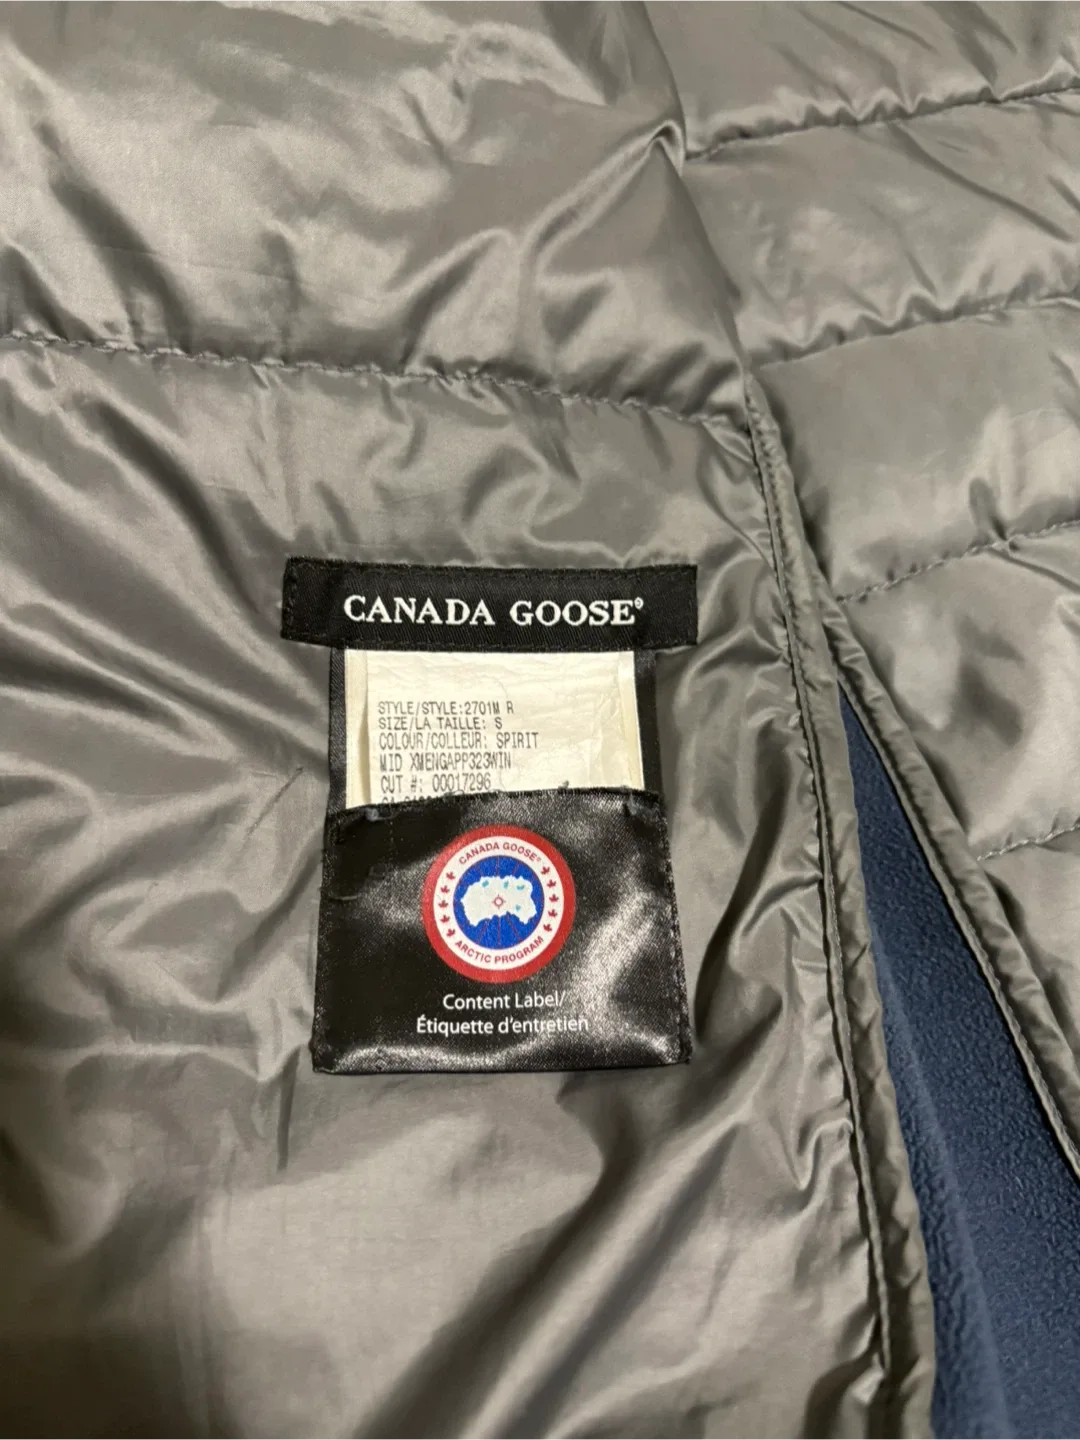 CANADA GOOSE®
STYLE/STYLE:2701M R
SIZE/LA TAILLE: S
COLOUR/COLLEUR: SPIRIT
MID XMENGAPP323WIN
CUT #: 00017296
CANADA GOOSE®
ARCTIC PROGRAM
Content Label/
Étiquette d'entretien